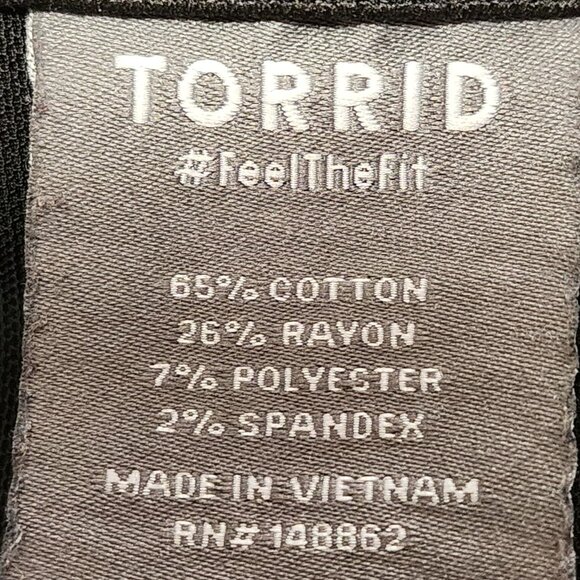 TORRID
#FeelTheFit
65% COTTON
26% RAYON
7% POLYESTER
2% SPANDEX
MADE IN VIETNAM
RN# 148862